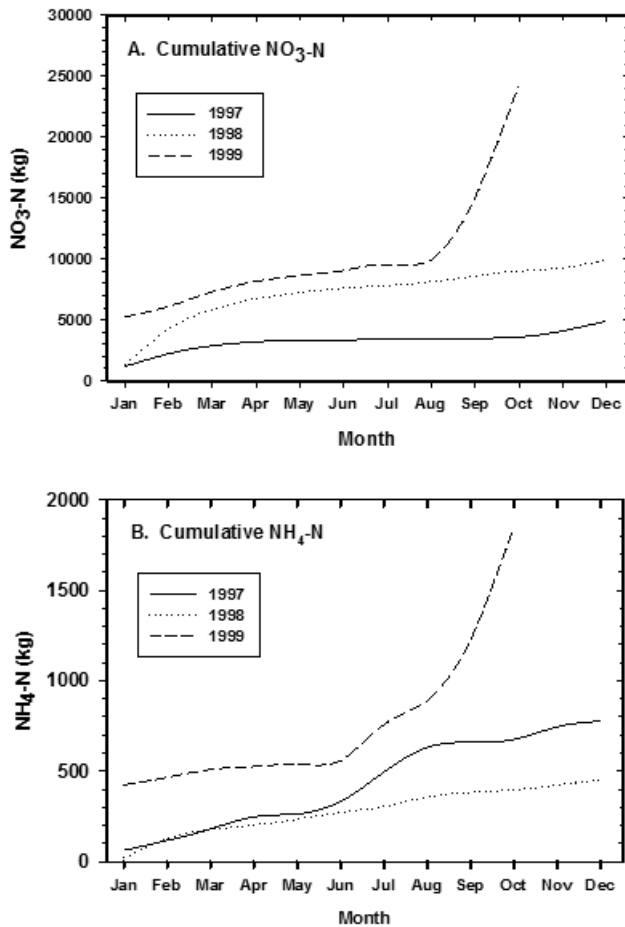 30000
A. Cumulative NO3-N
25000
1997
1998
1999
20000
15000
10000
5000
0
NO3-N (kg)
Jan Feb Mar Apr May Jun Jul Aug Sep Oct Nov Dec
Month
2000
B. Cumulative NH4-N
1997
1998
1999
1500
1000
500
0
NH4-N (kg)
Jan Feb Mar Apr May Jun Jul Aug Sep Oct Nov Dec
Month